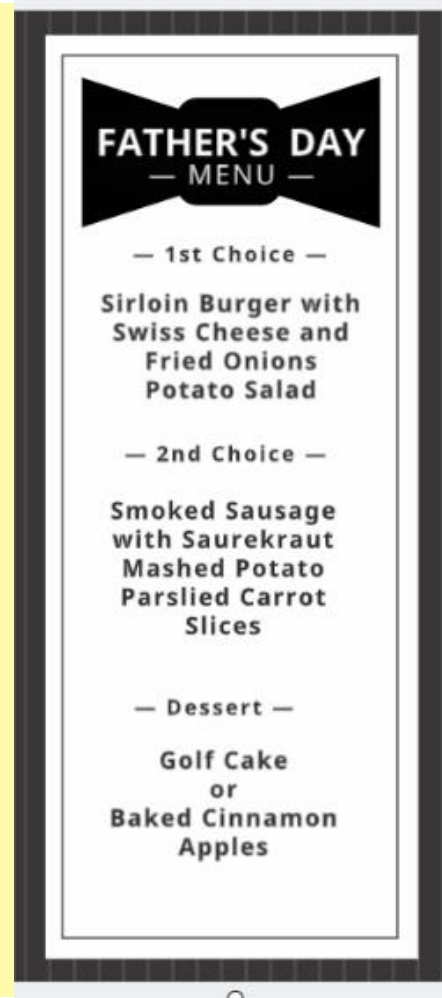 FATHER'S DAY
— MENU —
— 1st Choice —
Sirloin Burger with
Swiss Cheese and
Fried Onions
Potato Salad
— 2nd Choice —
Smoked Sausage
with Saurekraut
Mashed Potato
Parslied Carrot
Slices
— Dessert —
Golf Cake
or
Baked Cinnamon
Apples